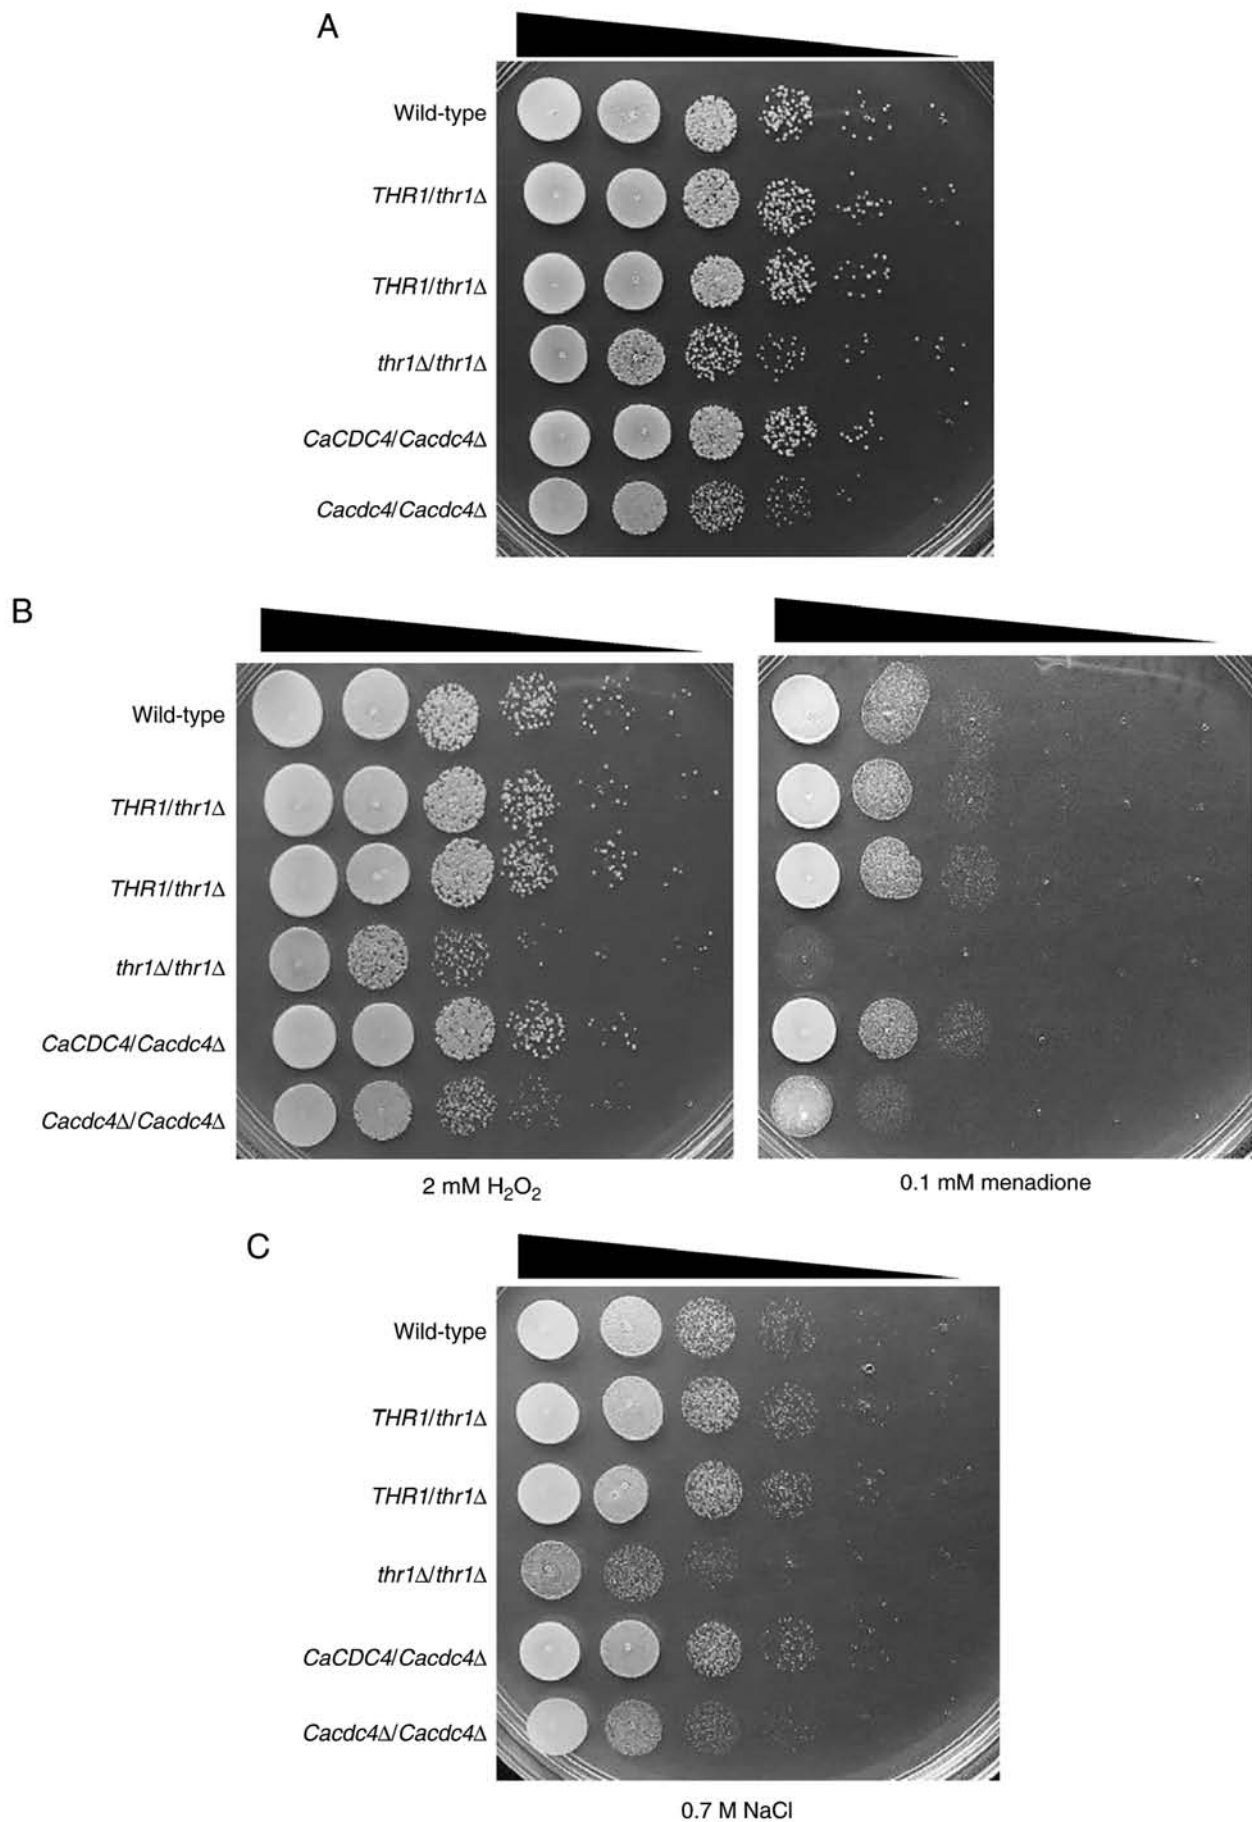 A
Wild-type
THR1/thr1Δ
THR1/thr1Δ
thr1Δ/thr1Δ
CaCDC4/Cacdc4Δ
Cacdc4/Cacdc4Δ
B
Wild-type
THR1/thr1Δ
THR1/thr1Δ
thr1Δ/thr1Δ
CaCDC4/Cacdc4Δ
Cacdc4Δ/Cacdc4Δ
2 mM H₂O₂
0.1 mM menadione
C
Wild-type
THR1/thr1Δ
THR1/thr1Δ
thr1Δ/thr1Δ
CaCDC4/Cacdc4Δ
Cacdc4Δ/Cacdc4Δ
0.7 M NaCl